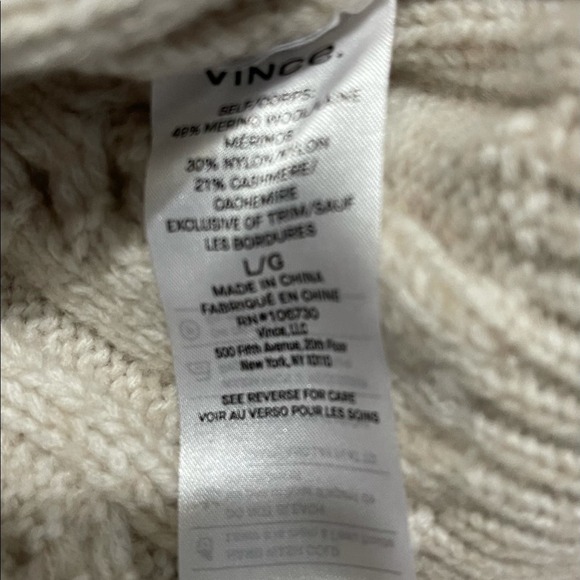 VINCE.
SELF/CORPS:
49% MERINO WOOL/LAINE
MÉRINOS
30% NYLON/NYLON
21% CASHMERE/
CACHEMIRE
EXCLUSIVE OF TRIM/SAUF
LES BORDURES
L/G
MADE IN CHINA
FABRIQUÉ EN CHINE
RN#106730
Vince, LLC
500 Fifth Avenue, 20th Floor
New York, NY 10110
SEE REVERSE FOR CARE
VOIR AU VERSO POUR LES SOINS